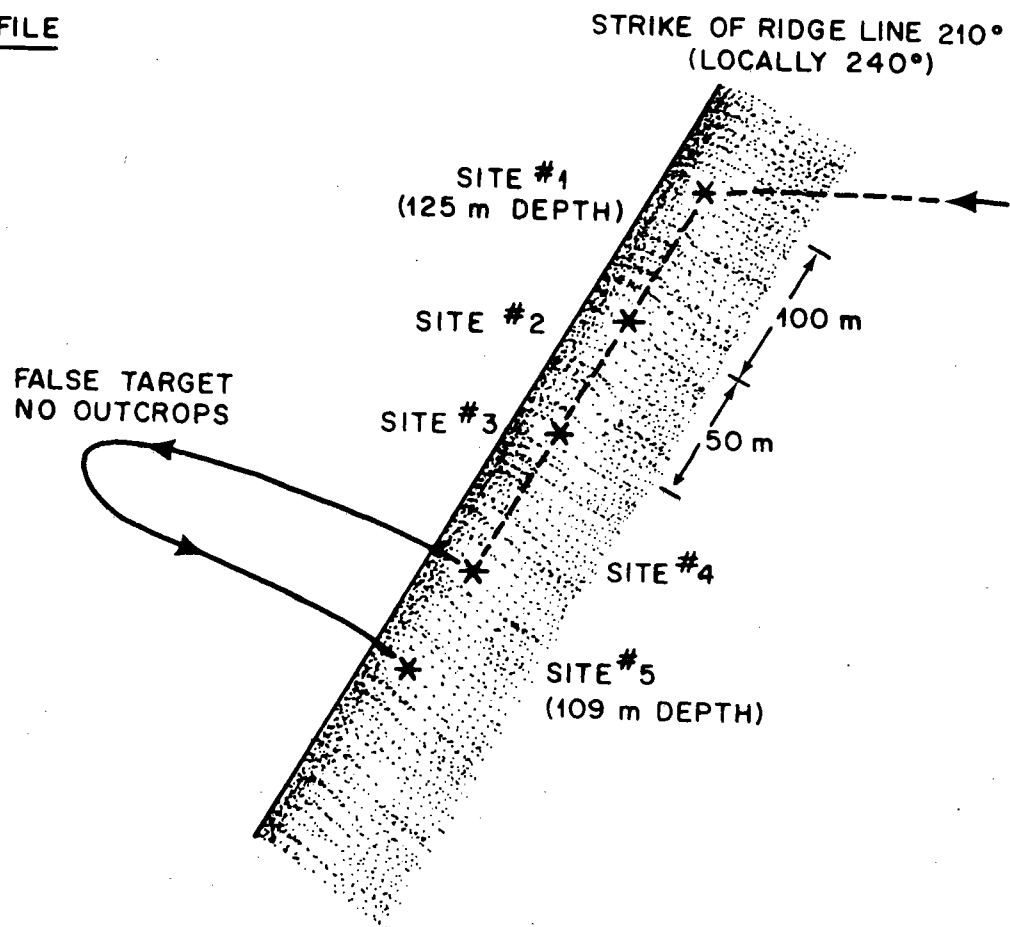 FILE
STRIKE OF RIDGE LINE 210°
(LOCALLY 240°)
SITE #1
(125 m DEPTH)
SITE #2
100 m
FALSE TARGET
NO OUTCROPS
SITE #3
50 m
SITE #4
SITE #5
(109 m DEPTH)